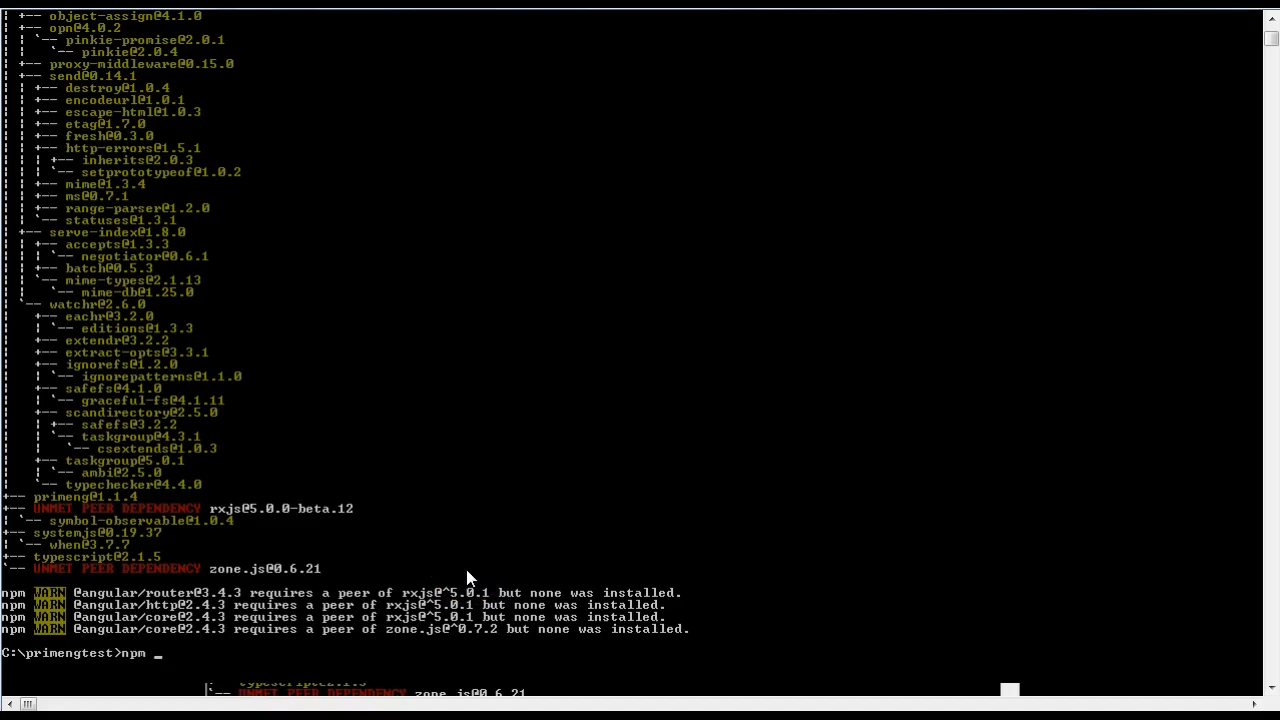 ¦ +-- object-assign@4.1.0
¦ +-- opn@4.0.2
¦ ¦ `-- pinkie-promise@2.0.1
¦ ¦   `-- pinkie@2.0.4
¦ +-- proxy-middleware@0.15.0
¦ +-- send@0.14.1
¦ ¦ +-- destroy@1.0.4
¦ ¦ +-- encodeurl@1.0.1
¦ ¦ +-- escape-html@1.0.3
¦ ¦ +-- etag@1.7.0
¦ ¦ +-- fresh@0.3.0
¦ ¦ +-- http-errors@1.5.1
¦ ¦ ¦ +-- inherits@2.0.3
¦ ¦ ¦ `-- setprototypeof@1.0.2
¦ ¦ +-- mime@1.3.4
¦ ¦ +-- ms@0.7.1
¦ ¦ +-- range-parser@1.2.0
¦ ¦ `-- statuses@1.3.1
¦ +-- serve-index@1.8.0
¦ ¦ +-- accepts@1.3.3
¦ ¦ ¦ `-- negotiator@0.6.1
¦ ¦ +-- batch@0.5.3
¦ ¦ `-- mime-types@2.1.13
¦ ¦   `-- mime-db@1.25.0
¦ `-- watchr@2.6.0
¦   +-- eachr@3.2.0
¦   ¦ `-- editions@1.3.3
¦   +-- extendr@3.2.2
¦   +-- extract-opts@3.3.1
¦   +-- ignorefs@1.2.0
¦   ¦ `-- ignorepatterns@1.1.0
¦   +-- safefs@4.1.0
¦   ¦ `-- graceful-fs@4.1.11
¦   +-- scandirectory@2.5.0
¦   ¦ +-- safefs@3.2.2
¦   ¦ `-- taskgroup@4.3.1
¦   ¦   `-- csextends@1.0.3
¦   +-- taskgroup@5.0.1
¦   ¦ `-- ambi@2.5.0
¦   `-- typechecker@4.4.0
+-- primeng@1.1.4
+-- UNMET PEER DEPENDENCY rxjs@5.0.0-beta.12
¦ `-- symbol-observable@1.0.4
+-- systemjs@0.19.37
¦ `-- when@3.7.7
+-- typescript@2.1.5
`-- UNMET PEER DEPENDENCY zone.js@0.6.21
npm WARN @angular/router@3.4.3 requires a peer of rxjs@^5.0.1 but none was installed.
npm WARN @angular/http@2.4.3 requires a peer of rxjs@^5.0.1 but none was installed.
npm WARN @angular/core@2.4.3 requires a peer of rxjs@^5.0.1 but none was installed.
npm WARN @angular/core@2.4.3 requires a peer of zone.js@^0.7.2 but none was installed.
C:\primengtest>npm _
`-- UNMET PEER DEPENDENCY zone.js@0.6.21